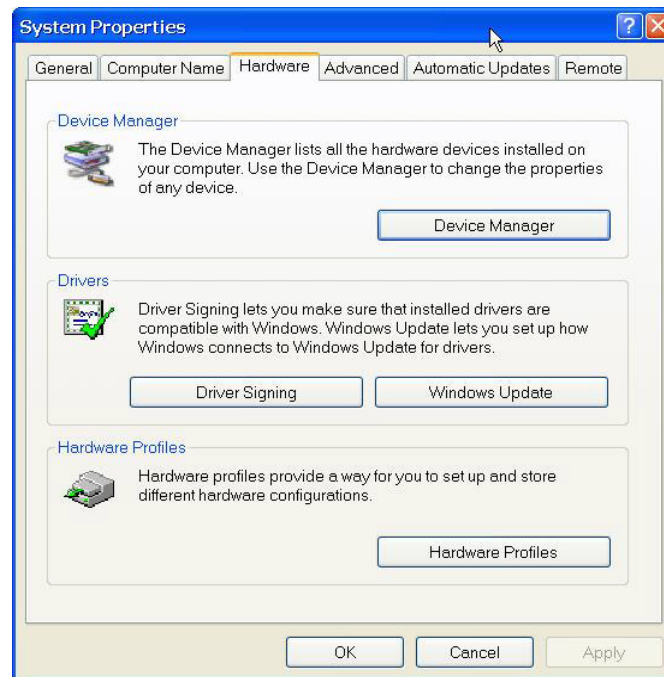 System Properties
?
General Computer Name Hardware Advanced Automatic Updates Remote
Device Manager
The Device Manager lists all the hardware devices installed on
your computer. Use the Device Manager to change the properties
of any device.
Device Manager
Drivers
Driver Signing lets you make sure that installed drivers are
compatible with Windows. Windows Update lets you set up how
Windows connects to Windows Update for drivers.
Driver Signing Windows Update
Hardware Profiles
Hardware profiles provide a way for you to set up and store
different hardware configurations.
Hardware Profiles
OK Cancel Apply